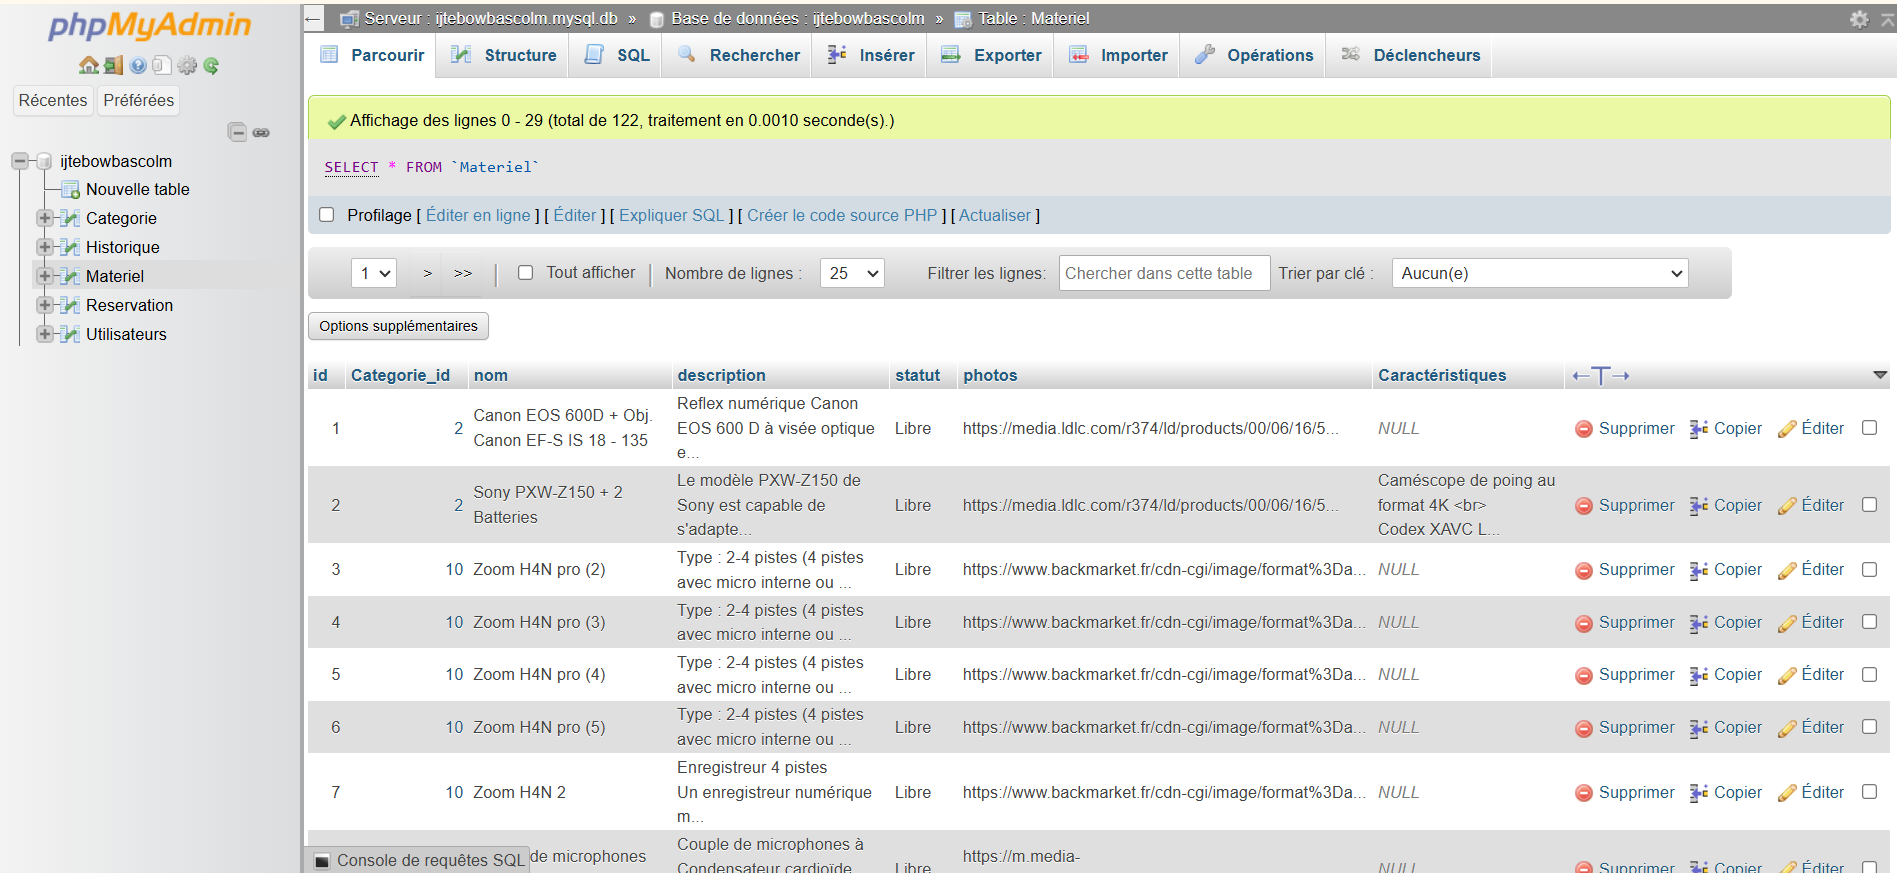 phpMyAdmin
Récentes
Préférées
ijtebowbascolm
Nouvelle table
Categorie
Historique
Materiel
Reservation
Utilisateurs
Serveur : ijtebowbascolm.mysql.db » Base de données : ijtebowbascolm » Table : Materiel
Parcourir Structure SQL Rechercher Insérer Exporter Importer Opérations Déclencheurs
Affichage des lignes 0 - 29 (total de 122, traitement en 0.0010 seconde(s).)
SELECT * FROM `Materiel`
Profilage [ Éditer en ligne ] [ Éditer ] [ Expliquer SQL ] [ Créer le code source PHP ] [ Actualiser ]
1 > >> | Tout afficher | Nombre de lignes : 25 Filtrer les lignes: Chercher dans cette table Trier par clé : Aucun(e)
Options supplémentaires
id Categorie_id nom description statut photos Caractéristiques ←T→
Reflex numérique Canon
Canon EOS 600D + Obj.
1 2 EOS 600 D à visée optique Libre https://media.ldlc.com/r374/ld/products/00/06/16/5... NULL Supprimer Copier Éditer
Canon EF-S IS 18 - 135
e...
Le modèle PXW-Z150 de Caméscope de poing au
Sony PXW-Z150 + 2
2 2 Sony est capable de Libre https://media.ldlc.com/r374/ld/products/00/06/16/5... format 4K <br> Supprimer Copier Éditer
Batteries
s'adapte... Codex XAVC L...
Type : 2-4 pistes (4 pistes
3 10 Zoom H4N pro (2) Libre https://www.backmarket.fr/cdn-cgi/image/format%3Da... NULL Supprimer Copier Éditer
avec micro interne ou ...
Type : 2-4 pistes (4 pistes
4 10 Zoom H4N pro (3) Libre https://www.backmarket.fr/cdn-cgi/image/format%3Da... NULL Supprimer Copier Éditer
avec micro interne ou ...
Type : 2-4 pistes (4 pistes
5 10 Zoom H4N pro (4) Libre https://www.backmarket.fr/cdn-cgi/image/format%3Da... NULL Supprimer Copier Éditer
avec micro interne ou ...
Type : 2-4 pistes (4 pistes
6 10 Zoom H4N pro (5) Libre https://www.backmarket.fr/cdn-cgi/image/format%3Da... NULL Supprimer Copier Éditer
avec micro interne ou ...
Enregistreur 4 pistes
7 10 Zoom H4N 2 Un enregistreur numérique Libre https://www.backmarket.fr/cdn-cgi/image/format%3Da... NULL Supprimer Copier Éditer
m...
Couple de microphones à
de microphones https://m.media-
Condensateur cardioïde Libre NULL Supprimer Copier Éditer
Console de requêtes SQL